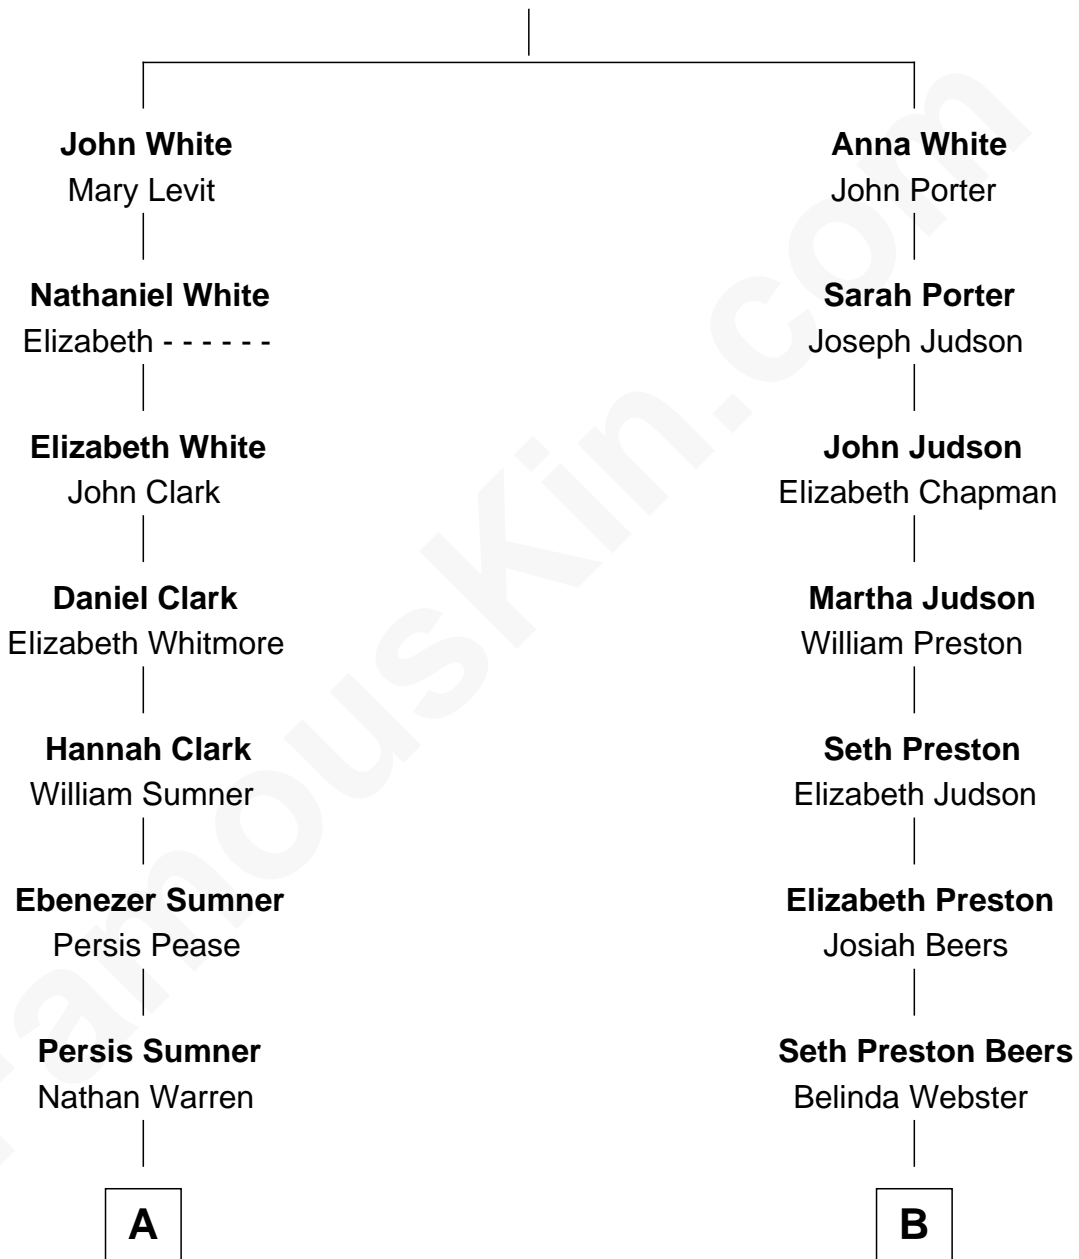 John White
Mary Levit
Nathaniel White
Elizabeth - - - - - -
Elizabeth White
John Clark
Daniel Clark
Elizabeth Whitmore
Hannah Clark
William Sumner
Ebenezer Sumner
Persis Pease
Persis Sumner
Nathan Warren
A
Anna White
John Porter
Sarah Porter
Joseph Judson
John Judson
Elizabeth Chapman
Martha Judson
William Preston
Seth Preston
Elizabeth Judson
Elizabeth Preston
Josiah Beers
Seth Preston Beers
Belinda Webster
B
FamousKin.com